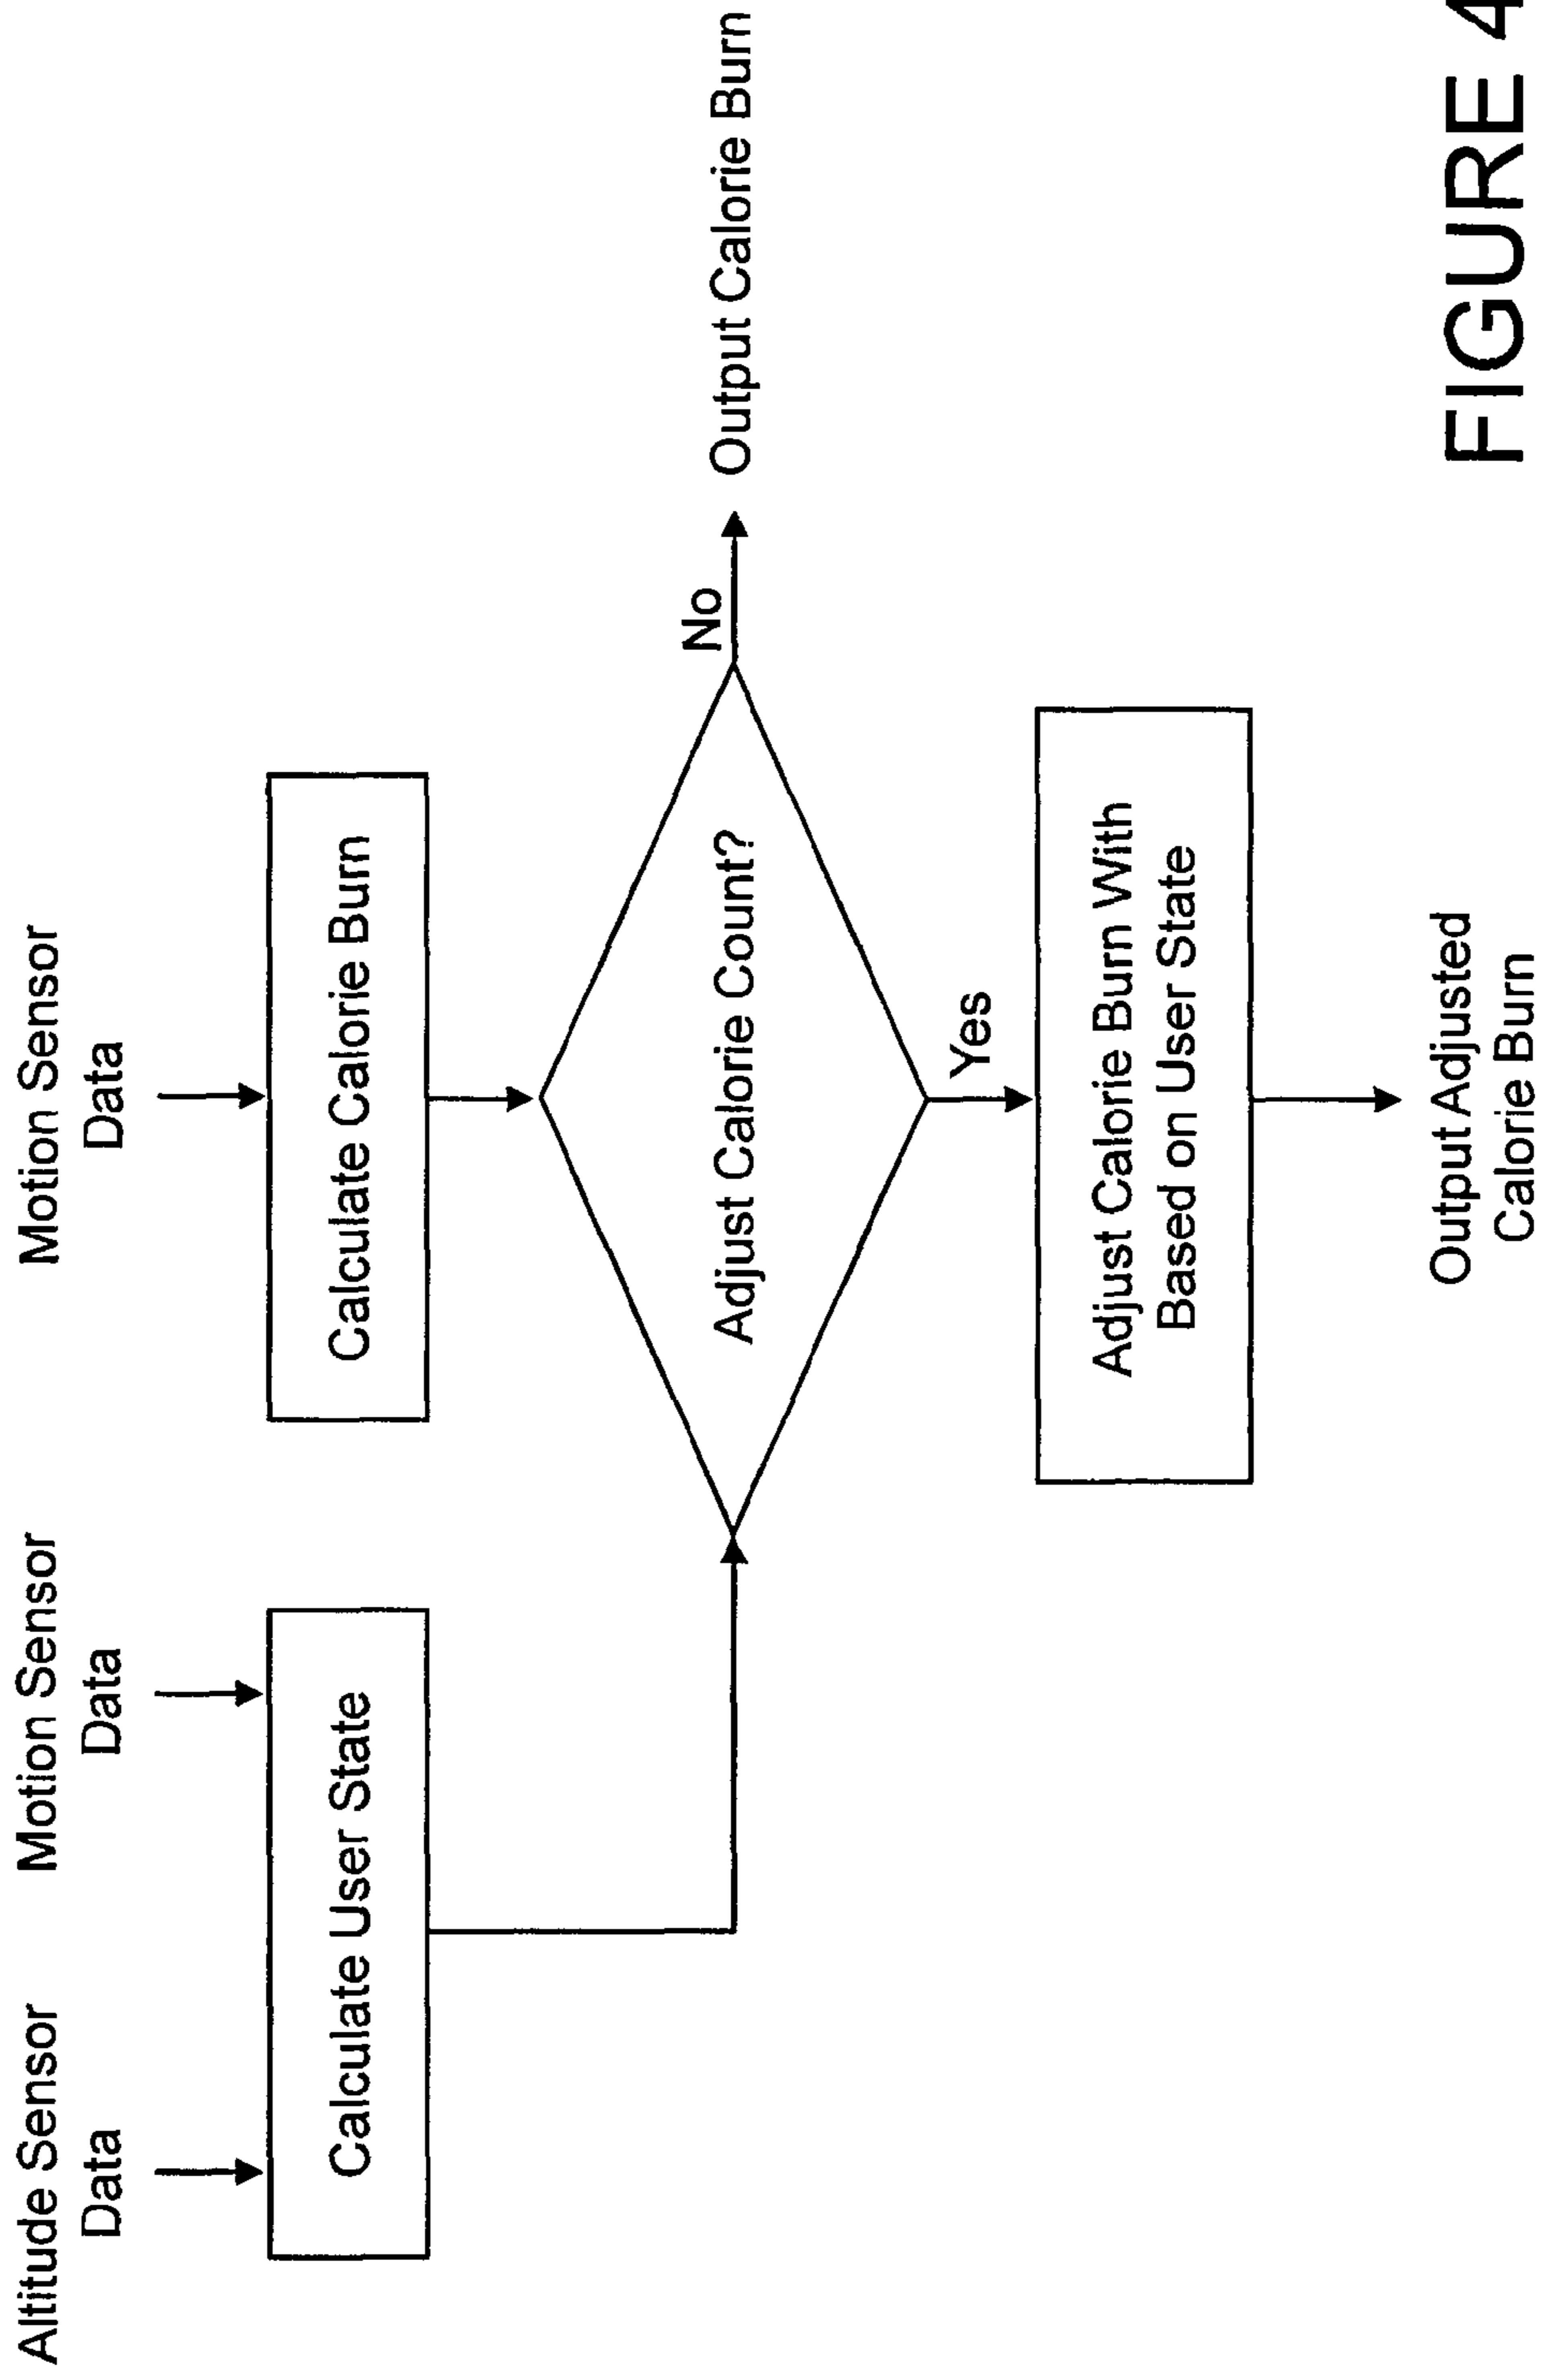 Altitude Sensor
Data
Motion Sensor
Data
Motion Sensor
Data
Calculate User State
Calculate Calorie Burn
Adjust Calorie Count?
No
Output Calorie Burn
Yes
Adjust Calorie Burn With
Based on User State
Output Adjusted
Calorie Burn
FIGURE 4